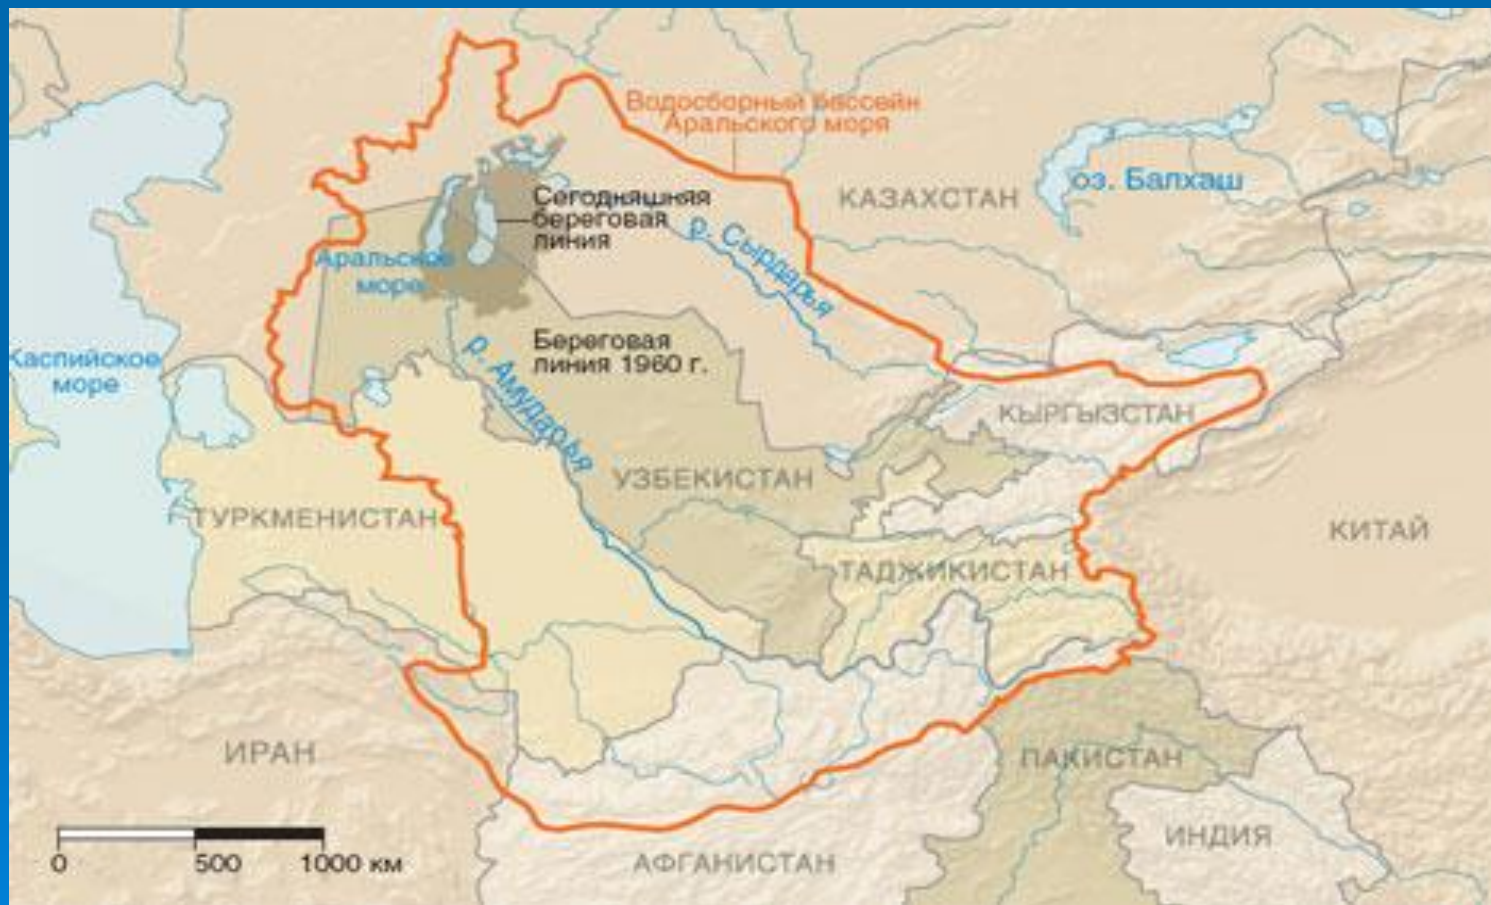 Водосборный бассейн
Аральского моря
КАЗАХСТАН
оз. Балхаш
Сегодняшняя
береговая
линия
р. Сырдарья
Аральское
море
Береговая
линия 1960 г.
р. Амударья
Каспийское
море
КЫРГЫЗСТАН
УЗБЕКИСТАН
ТУРКМЕНИСТАН
КИТАЙ
ТАДЖИКИСТАН
ИРАН
ПАКИСТАН
ИНДИЯ
АФГАНИСТАН
0 500 1000 км